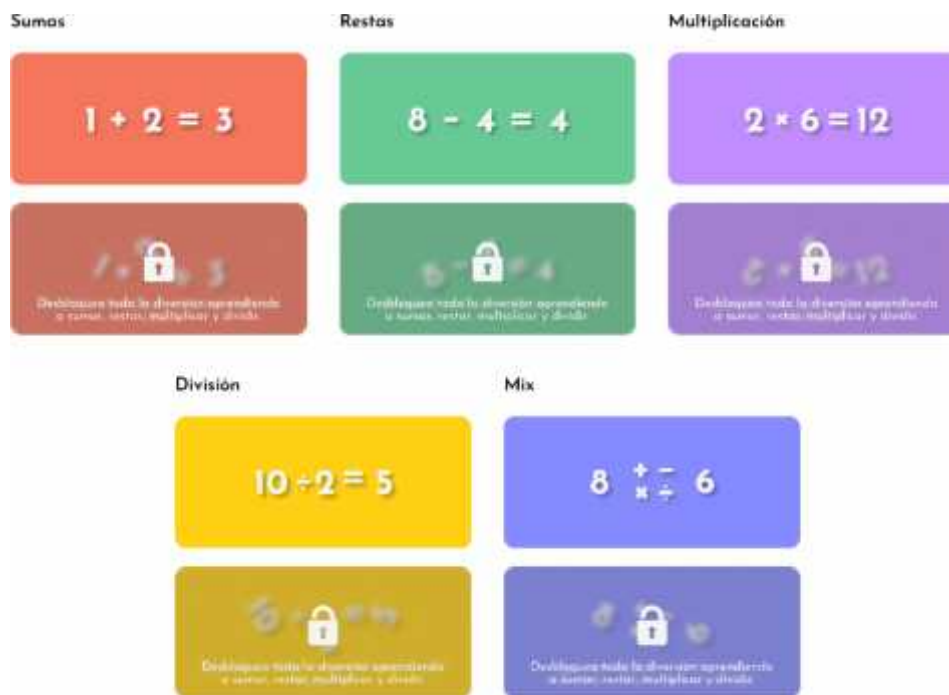 Sumas
Restas
Multiplicación
1 + 2 = 3
8 - 4 = 4
2 × 6 = 12
Desbloquea toda la diversión aprendiendo
a sumar, restar, multiplicar y dividir
Desbloquea toda la diversión aprendiendo
a sumar, restar, multiplicar y dividir
Desbloquea toda la diversión aprendiendo
a sumar, restar, multiplicar y dividir
División
Mix
10 ÷ 2 = 5
8 + - × ÷ 6
Desbloquea toda la diversión aprendiendo
a sumar, restar, multiplicar y dividir
Desbloquea toda la diversión aprendiendo
a sumar, restar, multiplicar y dividir